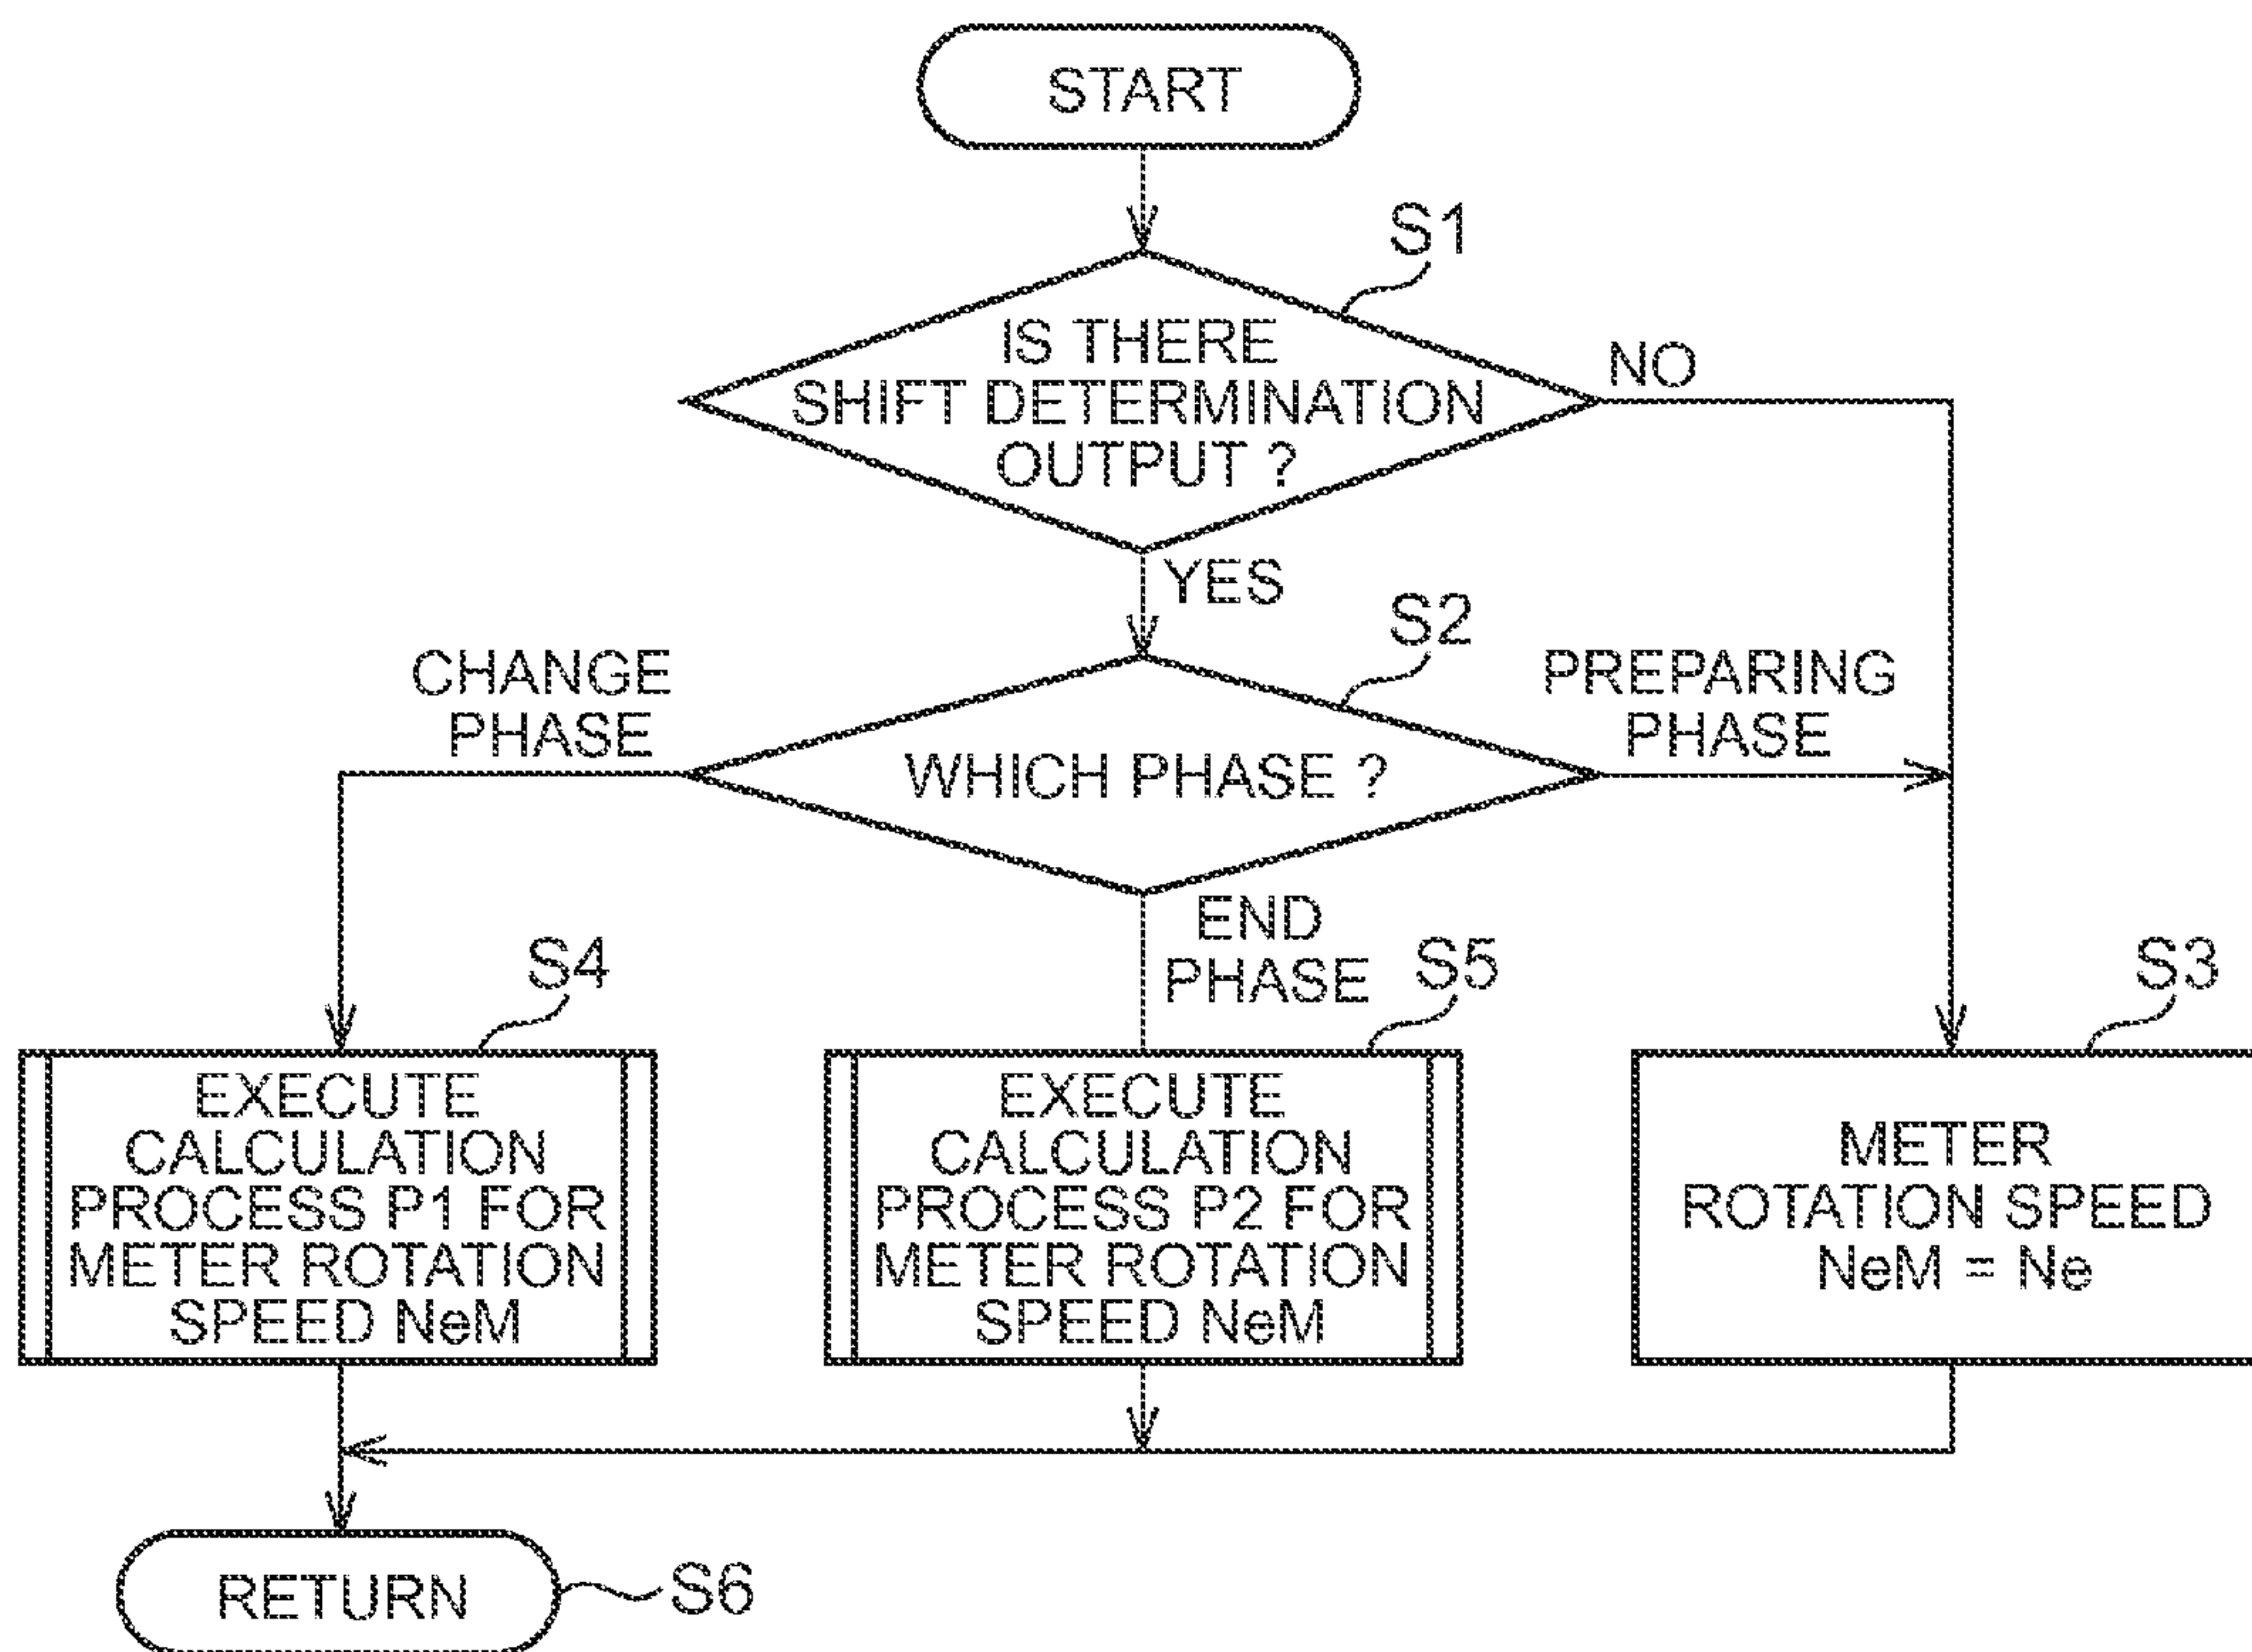 START
S1
IS THERE
SHIFT DETERMINATION
OUTPUT ?
NO
YES
S2
CHANGE
PHASE
PREPARING
PHASE
WHICH PHASE ?
END
PHASE
S4
S5
S3
EXECUTE
CALCULATION
PROCESS P1 FOR
METER ROTATION
SPEED NeM
EXECUTE
CALCULATION
PROCESS P2 FOR
METER ROTATION
SPEED NeM
METER
ROTATION SPEED
NeM = Ne
RETURN
S6